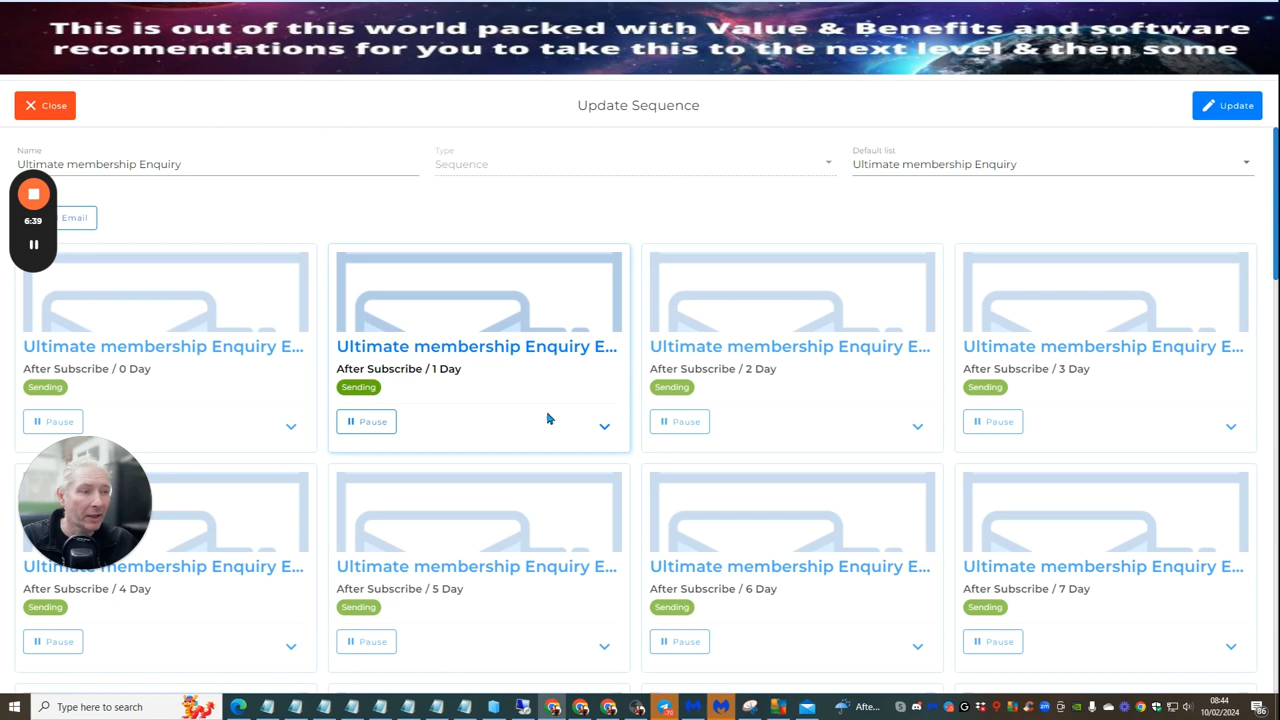 This is out of this world packed with Value & Benefits and software
recomendations for you to take this to the next level & then some
Close
Update Sequence
Update
Name
Ultimate membership Enquiry
Type
Sequence
Default list
Ultimate membership Enquiry
6:39
Email
Ultimate membership Enquiry E...
After Subscribe / 0 Day
Sending
Pause
Ultimate membership Enquiry E...
After Subscribe / 1 Day
Sending
Pause
Ultimate membership Enquiry E...
After Subscribe / 2 Day
Sending
Pause
Ultimate membership Enquiry E...
After Subscribe / 3 Day
Sending
Pause
Ultimate membership Enquiry E...
After Subscribe / 4 Day
Sending
Pause
Ultimate membership Enquiry E...
After Subscribe / 5 Day
Sending
Pause
Ultimate membership Enquiry E...
After Subscribe / 6 Day
Sending
Pause
Ultimate membership Enquiry E...
After Subscribe / 7 Day
Sending
Pause
Type here to search
Afte...
08:44
10/02/2024